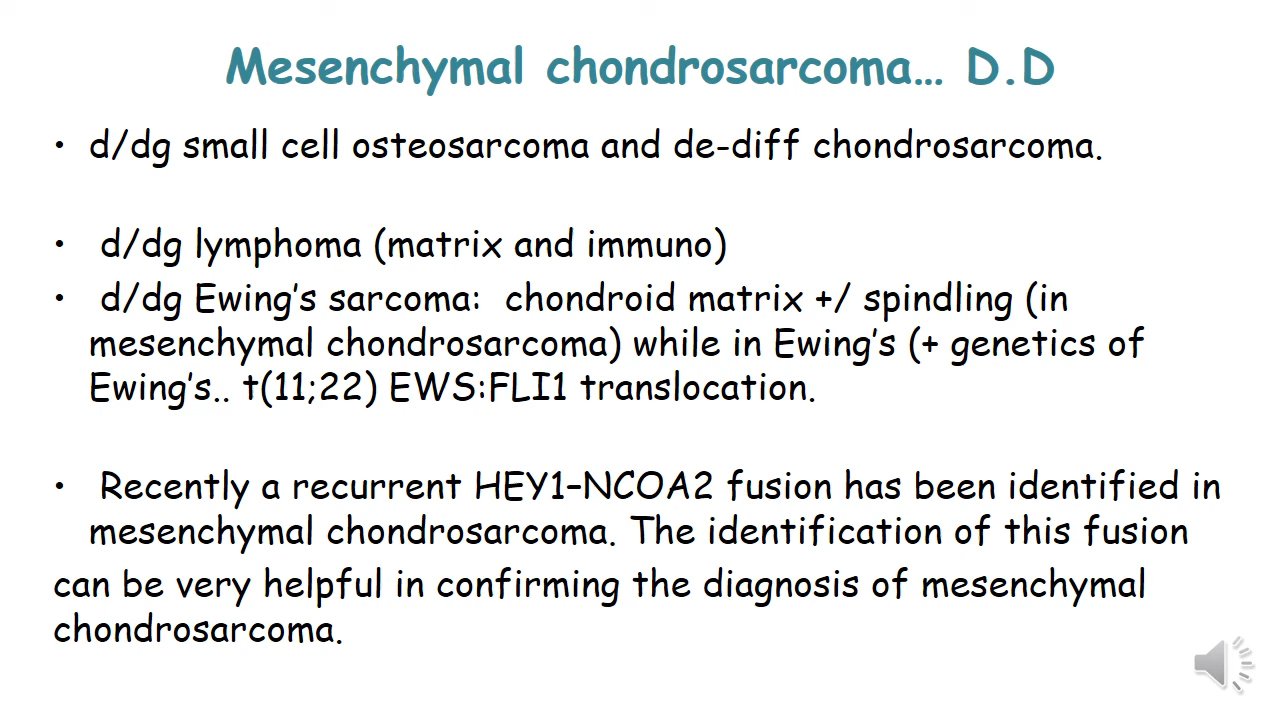 Mesenchymal chondrosarcoma… D.D
• d/dg small cell osteosarcoma and de-diff chondrosarcoma.
• d/dg lymphoma (matrix and immuno)
• d/dg Ewing’s sarcoma: chondroid matrix +/ spindling (in
mesenchymal chondrosarcoma) while in Ewing’s (+ genetics of
Ewing’s.. t(11;22) EWS:FLI1 translocation.
• Recently a recurrent HEY1–NCOA2 fusion has been identified in
mesenchymal chondrosarcoma. The identification of this fusion
can be very helpful in confirming the diagnosis of mesenchymal
chondrosarcoma.